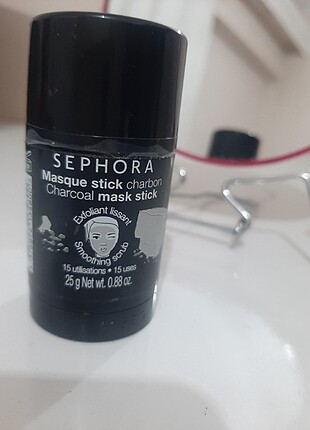 SEPHORA
Masque stick charbon
Charcoal mask stick
Exfoliant lissant
Smoothing scrub
15 utilisations • 15 uses
25 g Net wt. 0.88 oz.